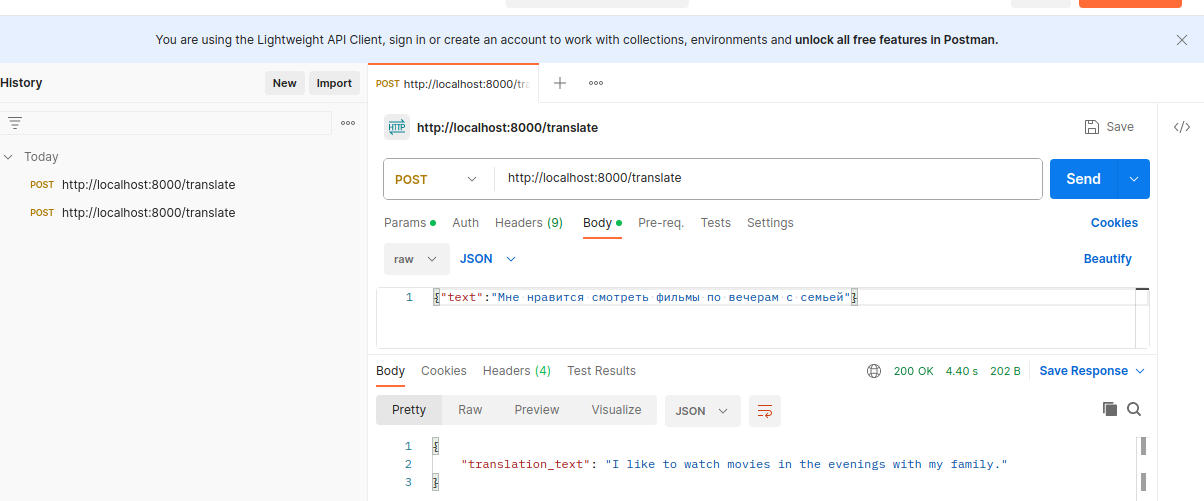 You are using the Lightweight API Client, sign in or create an account to work with collections, environments and unlock all free features in Postman.
History
New
Import
POST http://localhost:8000/tra
http://localhost:8000/translate
Save
Today
POST http://localhost:8000/translate
POST http://localhost:8000/translate
POST
http://localhost:8000/translate
Send
Params
Auth
Headers (9)
Body
Pre-req.
Tests
Settings
Cookies
raw
JSON
Beautify
1 {"text":"Мне нравится смотреть фильмы по вечерам с семьей"}
Body
Cookies
Headers (4)
Test Results
200 OK
4.40 s
202 B
Save Response
Pretty
Raw
Preview
Visualize
JSON
1 {
2 "translation_text": "I like to watch movies in the evenings with my family."
3 }